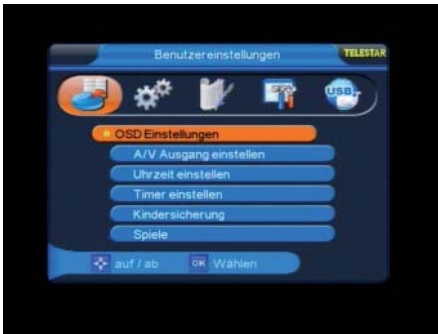 Benutzereinstellungen TELESTAR
USB
OSD Einstellungen
A/V Ausgang einstellen
Uhrzeit einstellen
Timer einstellen
Kindersicherung
Spiele
auf / ab OK Wählen